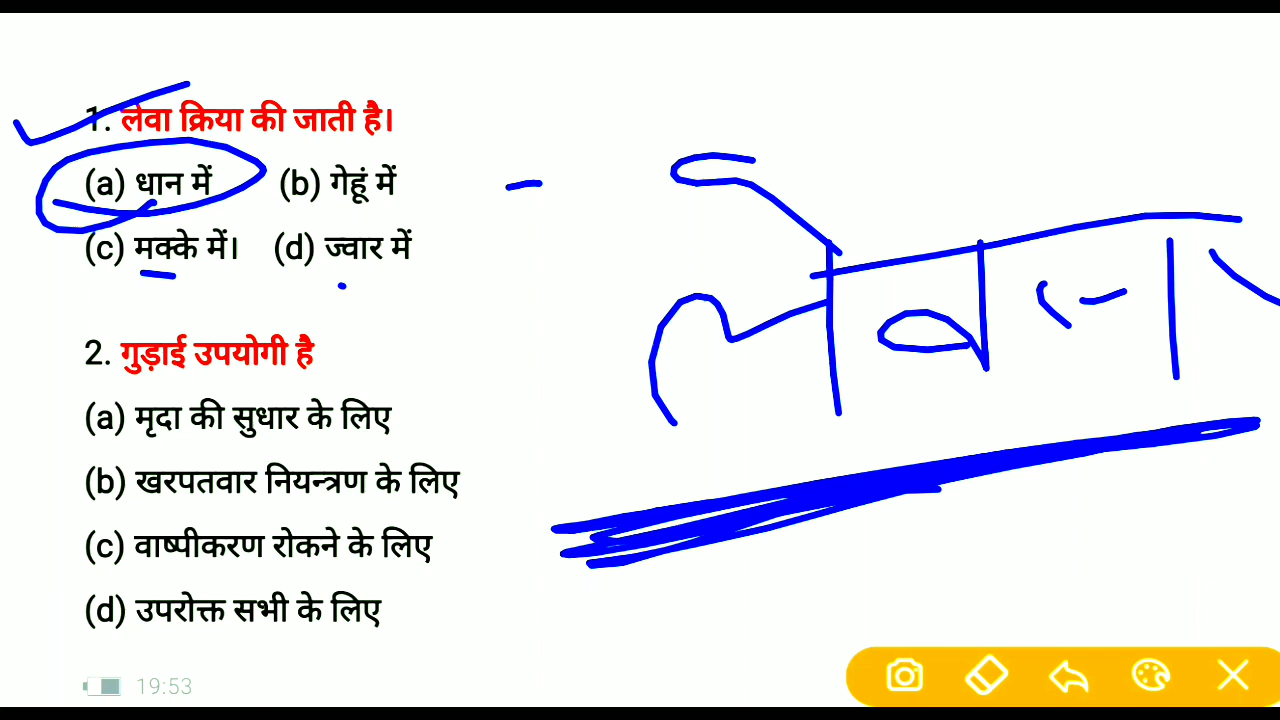 1. लेवा क्रिया की जाती है।
(a) धान में (b) गेहूं में
(c) मक्के में। (d) ज्वार में
2. गुड़ाई उपयोगी है
(a) मृदा की सुधार के लिए
(b) खरपतवार नियन्त्रण के लिए
(c) वाष्पीकरण रोकने के लिए
(d) उपरोक्त सभी के लिए
19:53